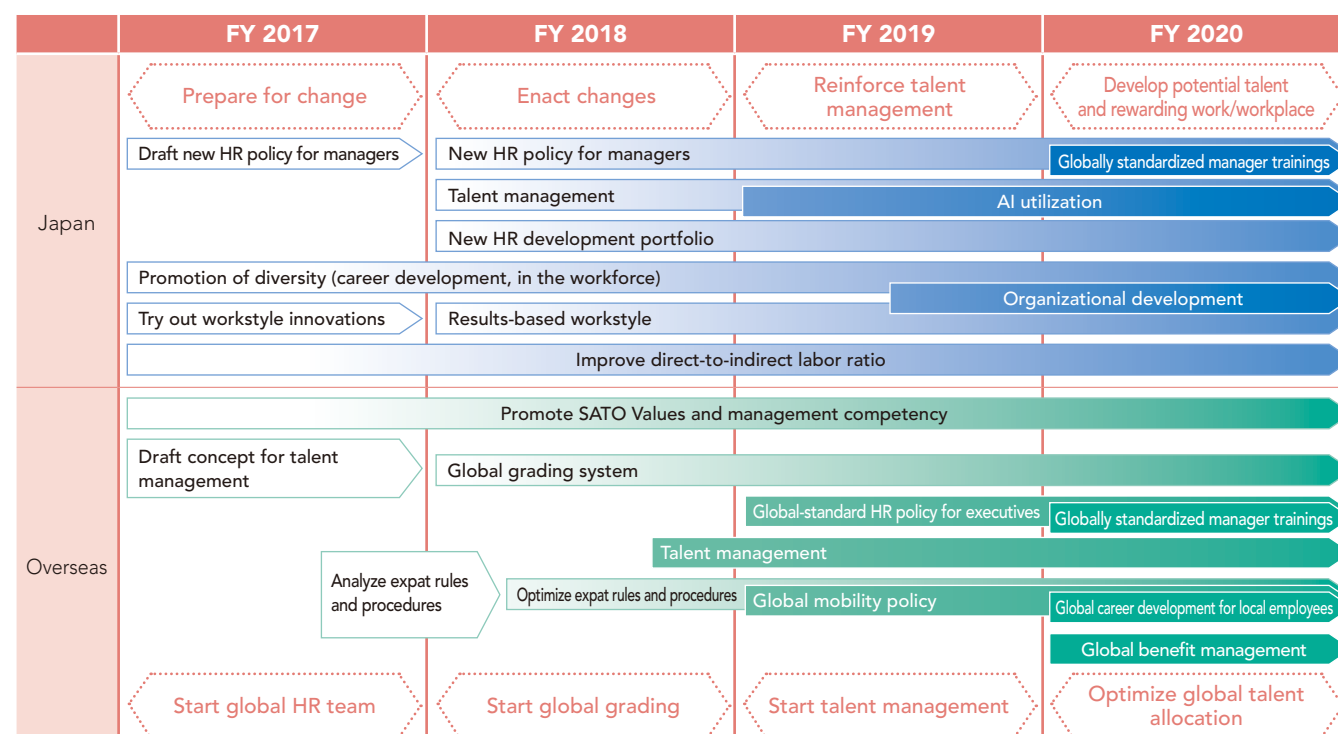 FY 2017
FY 2018
FY 2019
FY 2020
Japan
Prepare for change
Enact changes
Reinforce talent
management
Develop potential talent
and rewarding work/workplace
Draft new HR policy for managers
New HR policy for managers
Globally standardized manager trainings
Talent management
AI utilization
New HR development portfolio
Promotion of diversity (career development, in the workforce)
Organizational development
Try out workstyle innovations
Results-based workstyle
Improve direct-to-indirect labor ratio
Overseas
Promote SATO Values and management competency
Draft concept for talent
management
Global grading system
Global-standard HR policy for executives
Globally standardized manager trainings
Talent management
Analyze expat rules
and procedures
Optimize expat rules and procedures
Global mobility policy
Global career development for local employees
Global benefit management
Start global HR team
Start global grading
Start talent management
Optimize global talent
allocation